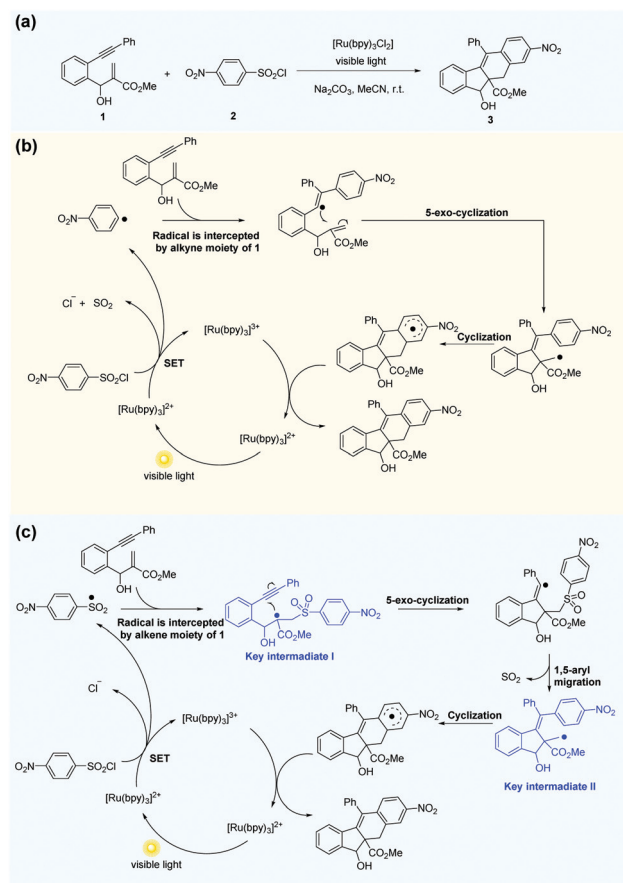 (a)
Ph
OMe
O
OH
1
+
O₂N
SO₂Cl
2
[Ru(bpy)₃Cl₂]
visible light
Na₂CO₃, MeCN, r.t.
Ph
NO₂
CO₂Me
OH
3
(b)
Ph
CO₂Me
OH
O₂N
Radical is intercepted
by alkyne moiety of 1
Ph
NO₂
CO₂Me
OH
5-exo-cyclization
Cl⁻ + SO₂
O₂N
SO₂Cl
SET
[Ru(bpy)₃]³⁺
[Ru(bpy)₃]²⁺
[Ru(bpy)₃]²⁺
visible light
Ph
NO₂
CO₂Me
OH
Cyclization
Ph
NO₂
CO₂Me
OH
Ph
NO₂
CO₂Me
OH
(c)
Ph
CO₂Me
OH
O₂N
SO₂
Radical is intercepted
by alkene moiety of 1
Ph
O O
S
NO₂
OH
CO₂Me
Key intermadiate I
5-exo-cyclization
NO₂
Ph
S O
O
CO₂Me
OH
SO₂
1,5-aryl
migration
Cl⁻
O₂N
SO₂Cl
SET
[Ru(bpy)₃]³⁺
[Ru(bpy)₃]²⁺
[Ru(bpy)₃]²⁺
visible light
Ph
NO₂
CO₂Me
OH
Cyclization
Ph
NO₂
CO₂Me
OH
Key intermadiate II
Ph
NO₂
CO₂Me
OH